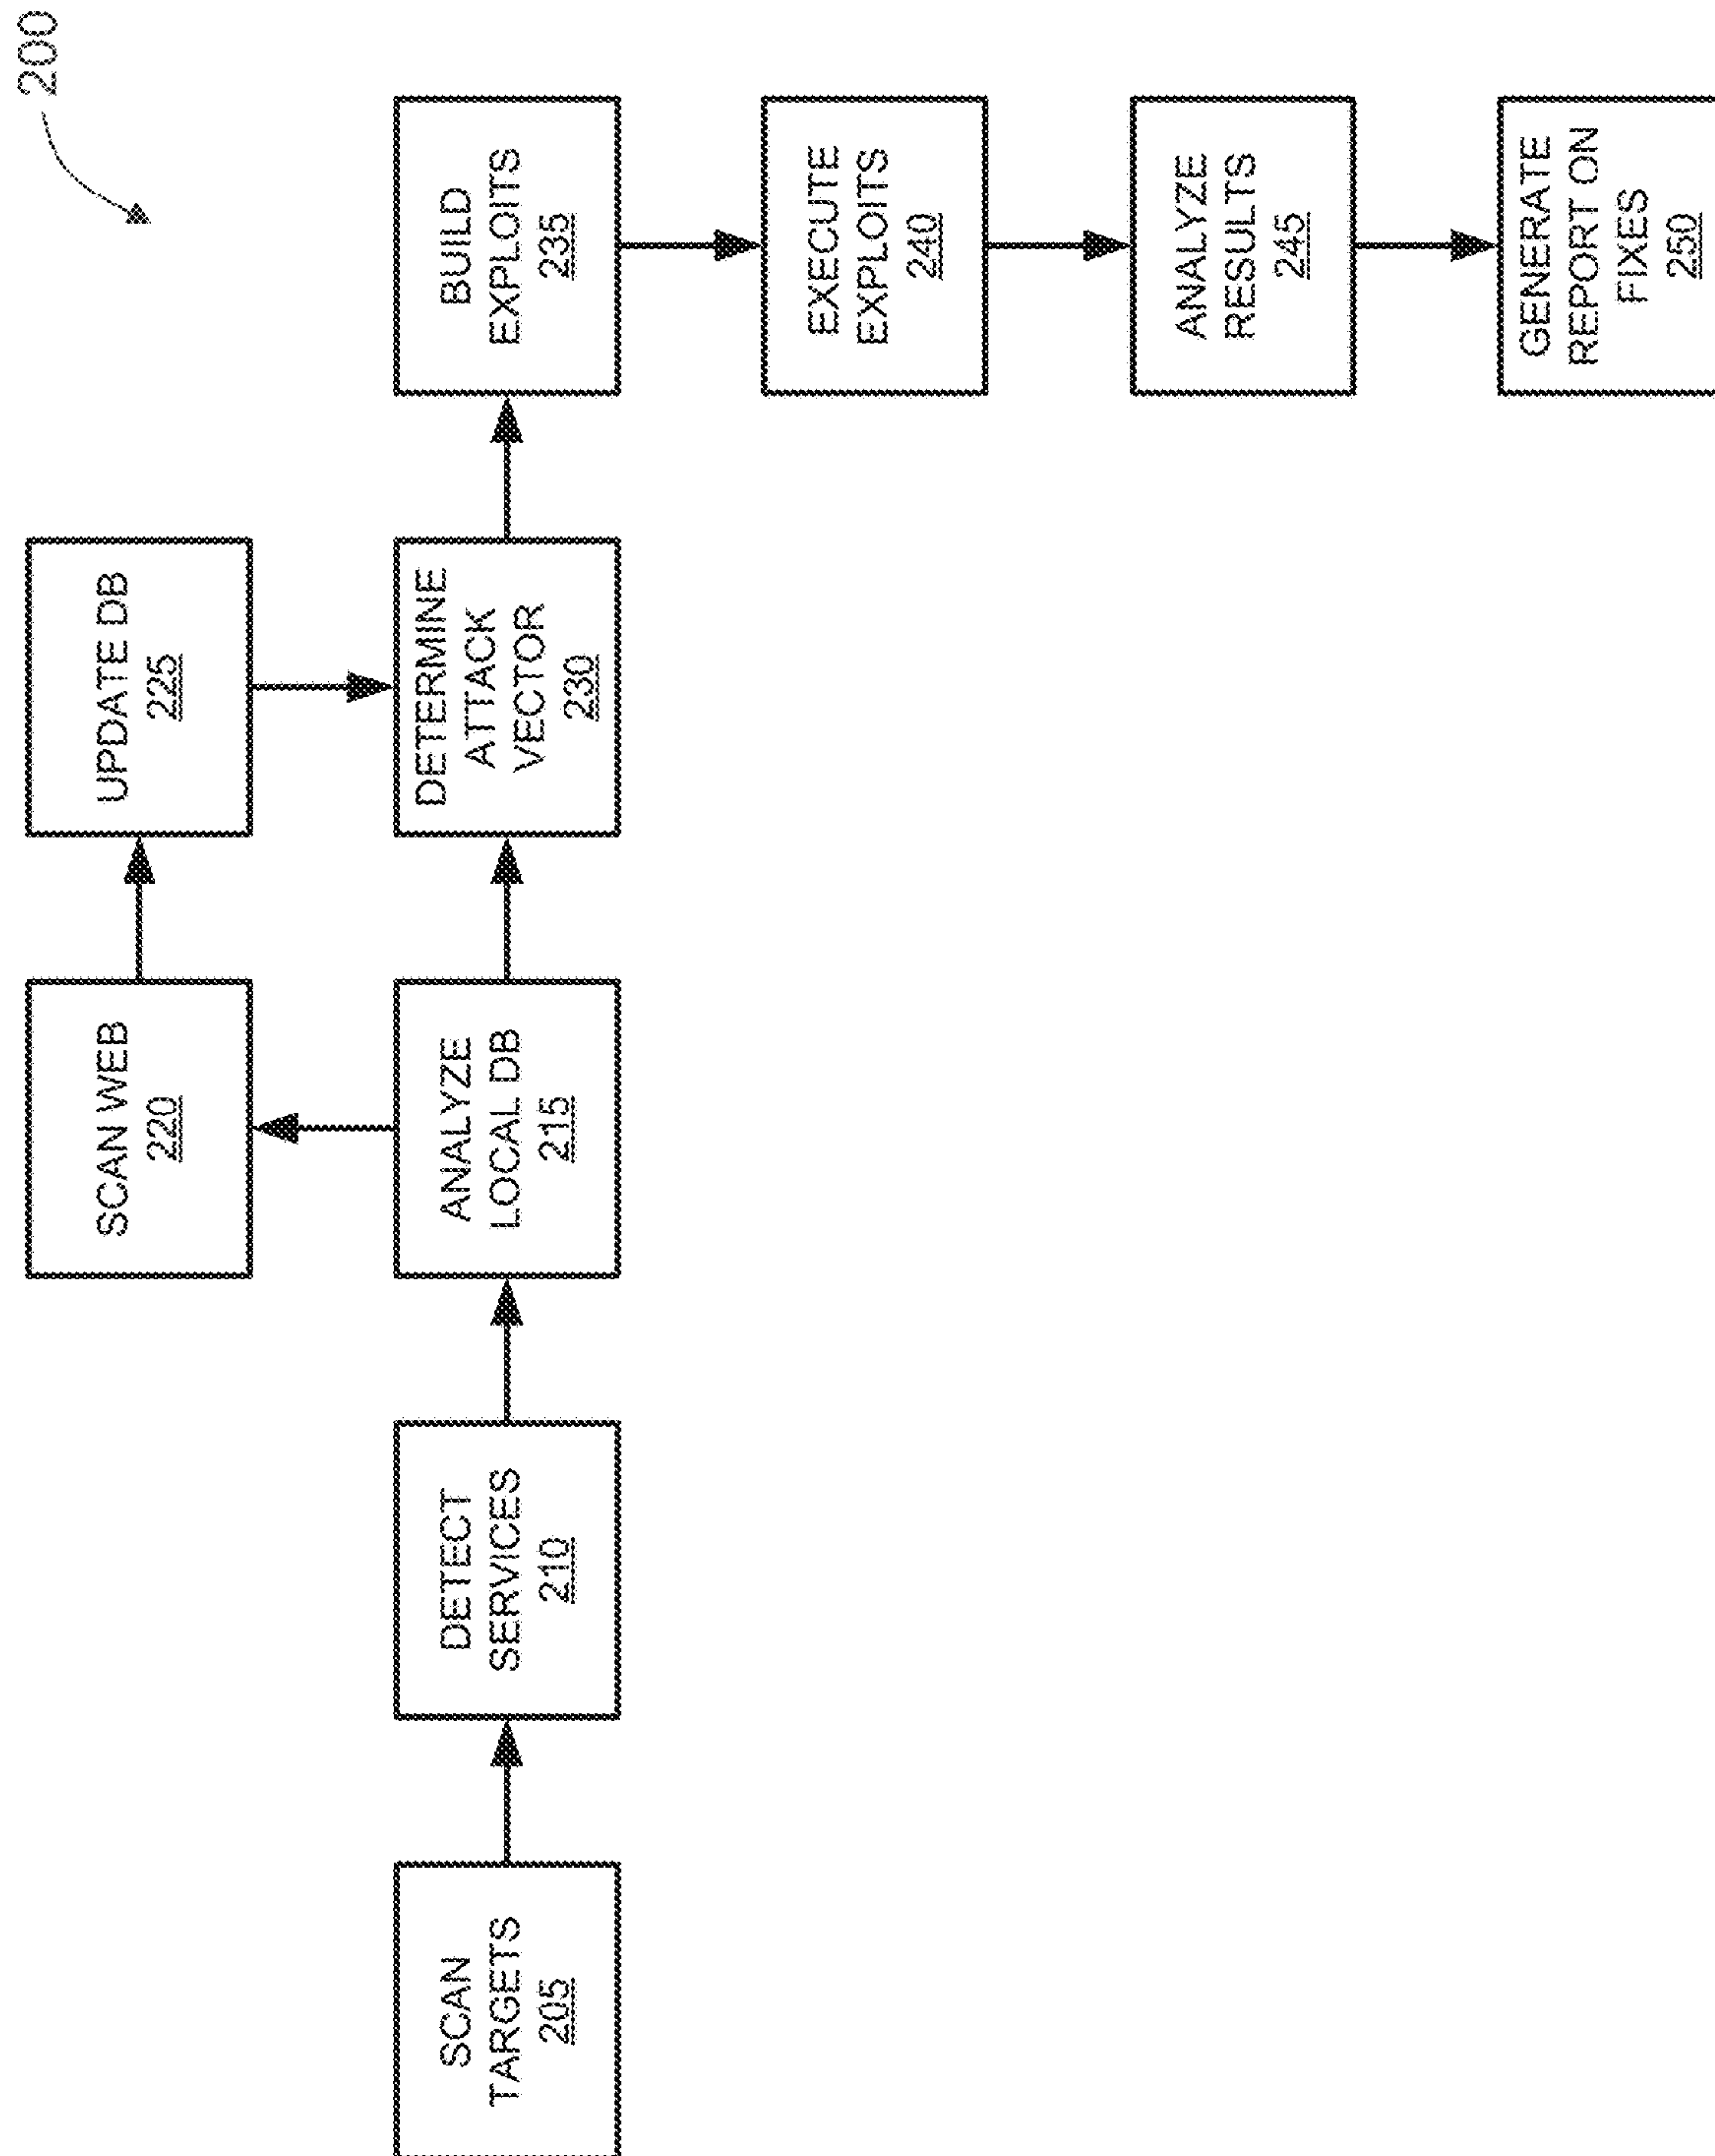 200
SCAN
TARGETS
205
DETECT
SERVICES
210
ANALYZE
LOCAL DB
215
SCAN WEB
220
UPDATE DB
225
DETERMINE
ATTACK
VECTOR
230
BUILD
EXPLOITS
235
EXECUTE
EXPLOITS
240
ANALYZE
RESULTS
245
GENERATE
REPORT ON
FIXES
250